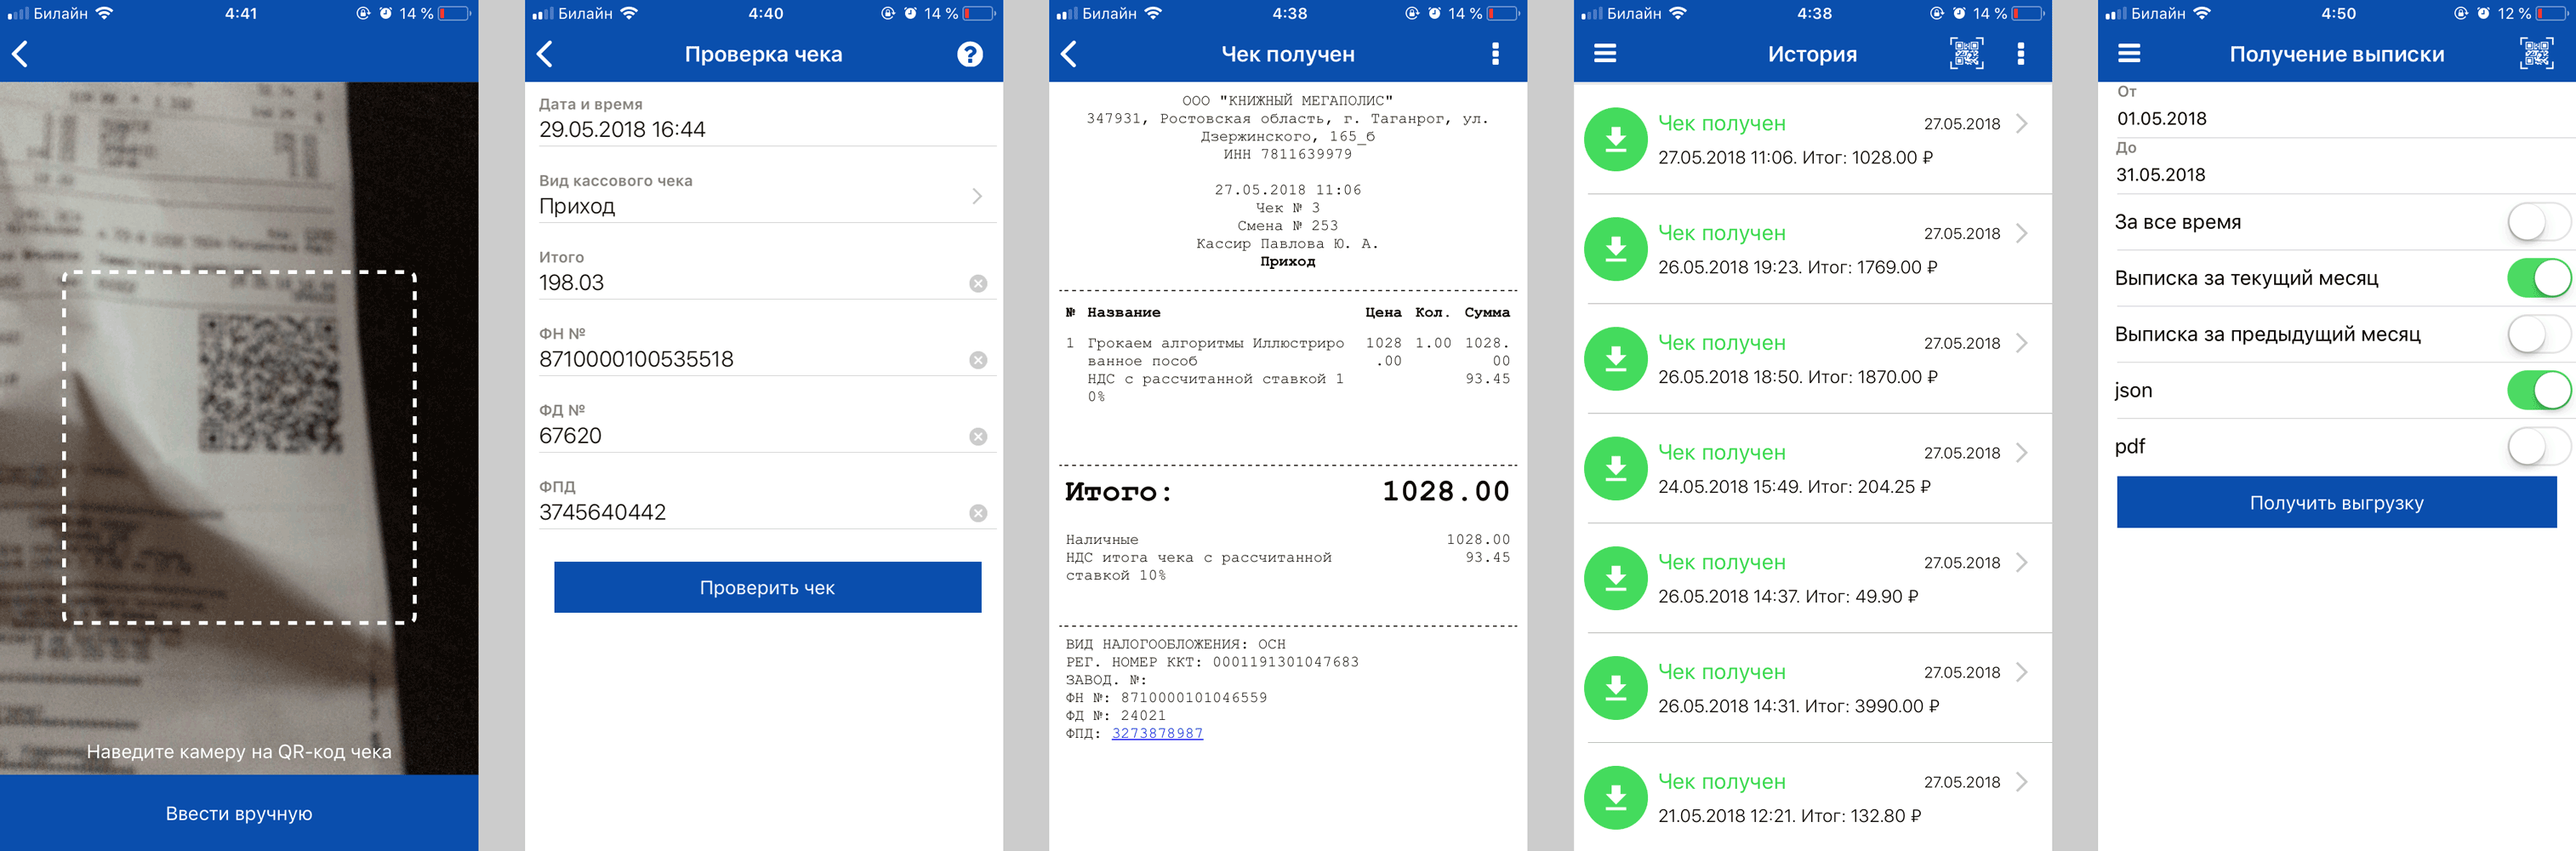 Билайн 4:41 14 %
Наведите камеру на QR-код чека
Ввести вручную
Билайн 4:40 14 %
Проверка чека
Дата и время
29.05.2018 16:44
Вид кассового чека
Приход
Итого
198.03
ФН №
8710000100535518
ФД №
67620
ФПД
3745640442
Проверить чек
Билайн 4:38 14 %
Чек получен
ООО "КНИЖНЫЙ МЕГАПОЛИС"
347931, Ростовская область, г. Таганрог, ул.
Дзержинского, 165_б
ИНН 7811639979
27.05.2018 11:06
Чек № 3
Смена № 253
Кассир Павлова Ю. А.
Приход
№ Название Цена Кол. Сумма
1 Грокаем алгоритмы Иллюстриро 1028 1.00 1028.
ванное пособ .00 00
НДС с рассчитанной ставкой 1 93.45
0%
Итого: 1028.00
Наличные 1028.00
НДС итога чека с рассчитанной 93.45
ставкой 10%
ВИД НАЛОГООБЛОЖЕНИЯ: ОСН
РЕГ. НОМЕР ККТ: 0001191301047683
ЗАВОД. №:
ФН №: 8710000101046559
ФД №: 24021
ФПД: 3273878987
Билайн 4:38 14 %
История
Чек получен 27.05.2018
27.05.2018 11:06. Итог: 1028.00 ₽
Чек получен 27.05.2018
26.05.2018 19:23. Итог: 1769.00 ₽
Чек получен 27.05.2018
26.05.2018 18:50. Итог: 1870.00 ₽
Чек получен 27.05.2018
24.05.2018 15:49. Итог: 204.25 ₽
Чек получен 27.05.2018
26.05.2018 14:37. Итог: 49.90 ₽
Чек получен 27.05.2018
26.05.2018 14:31. Итог: 3990.00 ₽
Чек получен 27.05.2018
21.05.2018 12:21. Итог: 132.80 ₽
Билайн 4:50 12 %
Получение выписки
От
01.05.2018
До
31.05.2018
За все время
Выписка за текущий месяц
Выписка за предыдущий месяц
json
pdf
Получить выгрузку